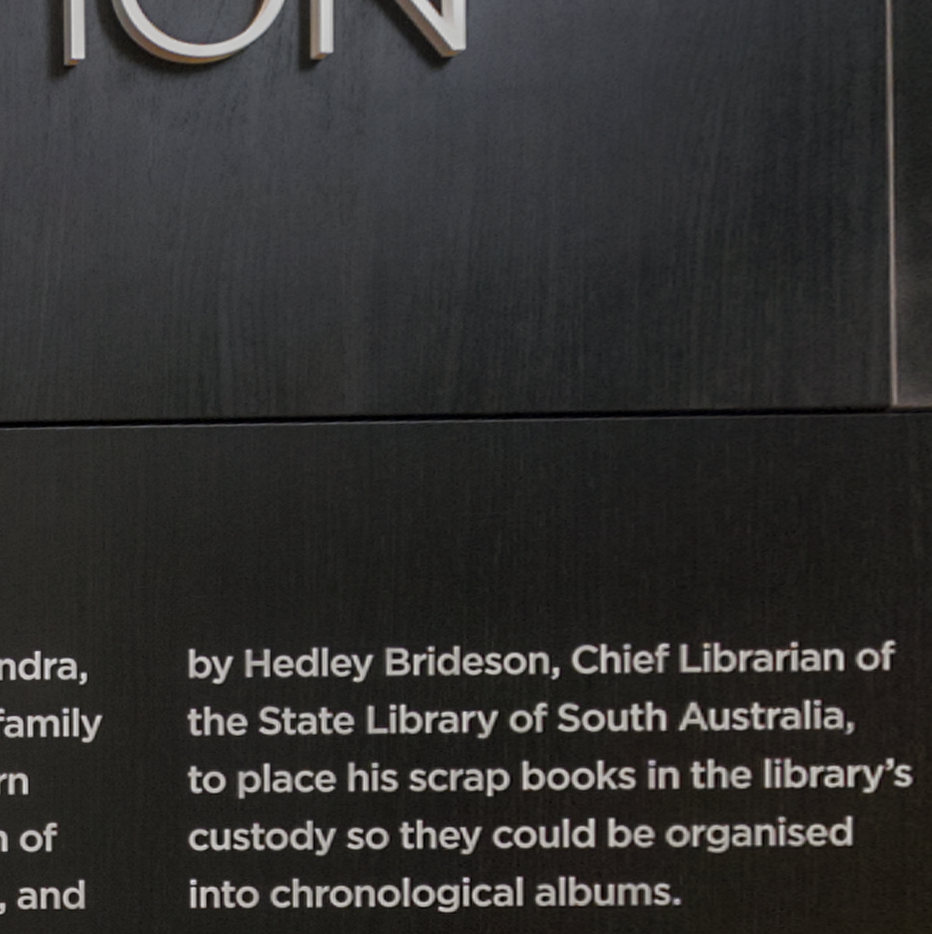 ION
ndra,
family
rn
of
, and
by Hedley Brideson, Chief Librarian of
the State Library of South Australia,
to place his scrap books in the library’s
custody so they could be organised
into chronological albums.